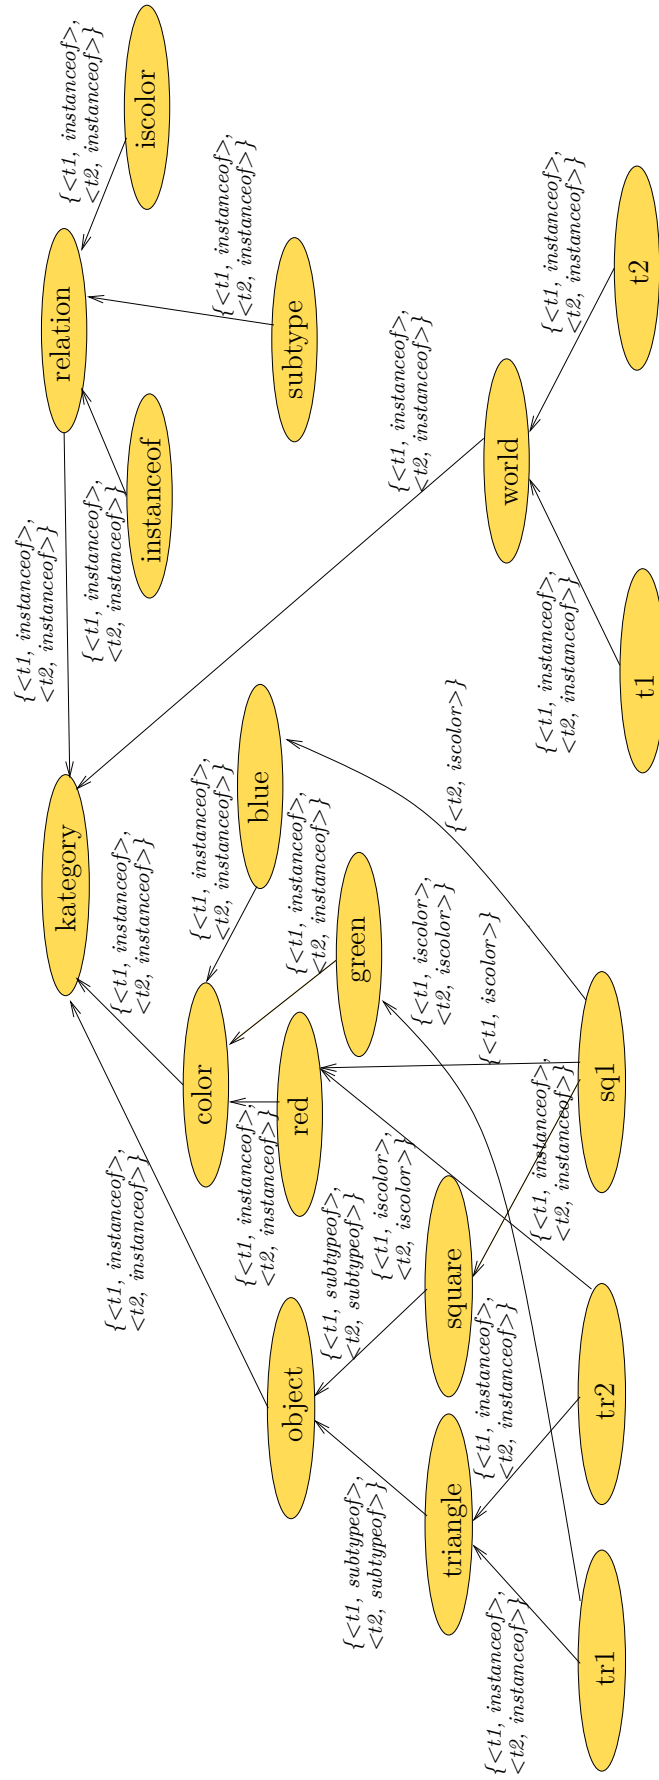 {<t1, instanceof>,
<t2, instanceof>}
{<t1, instanceof>,
<t2, instanceof>}
kategory
relation
{<t1, instanceof>,
<t2, instanceof>}
{<t1, instanceof>,
<t2, instanceof>}
{<t1, instanceof>,
<t2, instanceof>}
instanceof
iscolor
{<t1, instanceof>,
<t2, instanceof>}
color
{<t1, instanceof>,
<t2, instanceof>}
{<t1, instanceof>,
<t2, instanceof>}
blue
object
red
subtype
{<t1, instanceof>,
<t2, instanceof>}
{<t1, subtypeof>,
<t2, subtypeof>}
{<t1, subtypeof>,
<t2, subtypeof>}
green
{<t1, iscolor>,
<t2, iscolor>}
{<t1, instanceof>,
<t2, instanceof>}
{<t1, iscolor>,
<t2, iscolor>}
{<t2, iscolor>}
triangle
square
{<t1, iscolor>}
world
{<t1, instanceof>,
<t2, instanceof>}
{<t1, instanceof>,
<t2, instanceof>}
{<t1, instanceof>,
<t2, instanceof>}
{<t1, instanceof>,
<t2, instanceof>}
{<t1, instanceof>,
<t2, instanceof>}
tr1
tr2
sq1
t1
t2